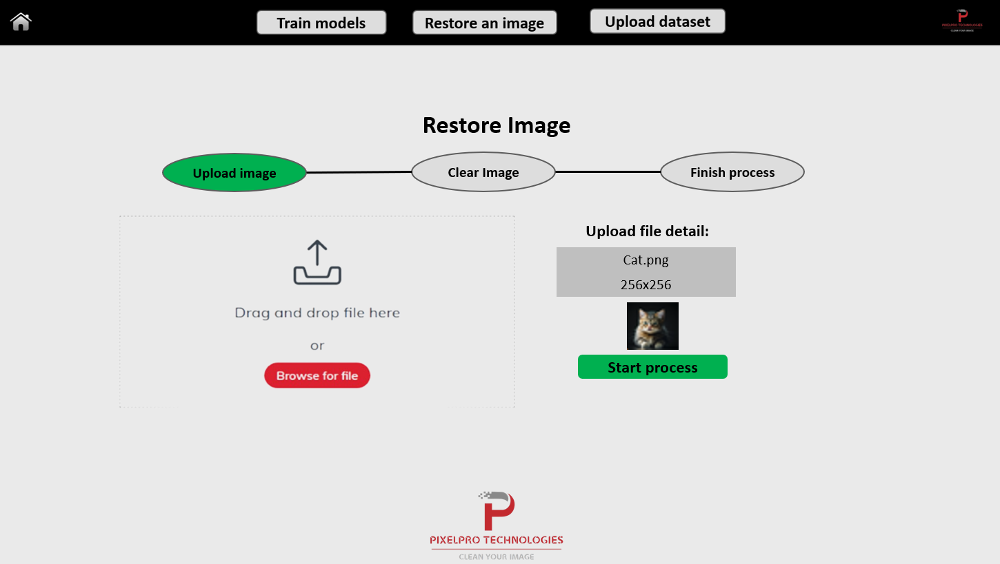 Train models
Restore an image
Upload dataset
PIXELPRO TECHNOLOGIES
CLEAN YOUR IMAGE
Restore Image
Upload image
Clear Image
Finish process
Drag and drop file here
or
Browse for file
Upload file detail:
Cat.png
256x256
Start process
PIXELPRO TECHNOLOGIES
CLEAN YOUR IMAGE